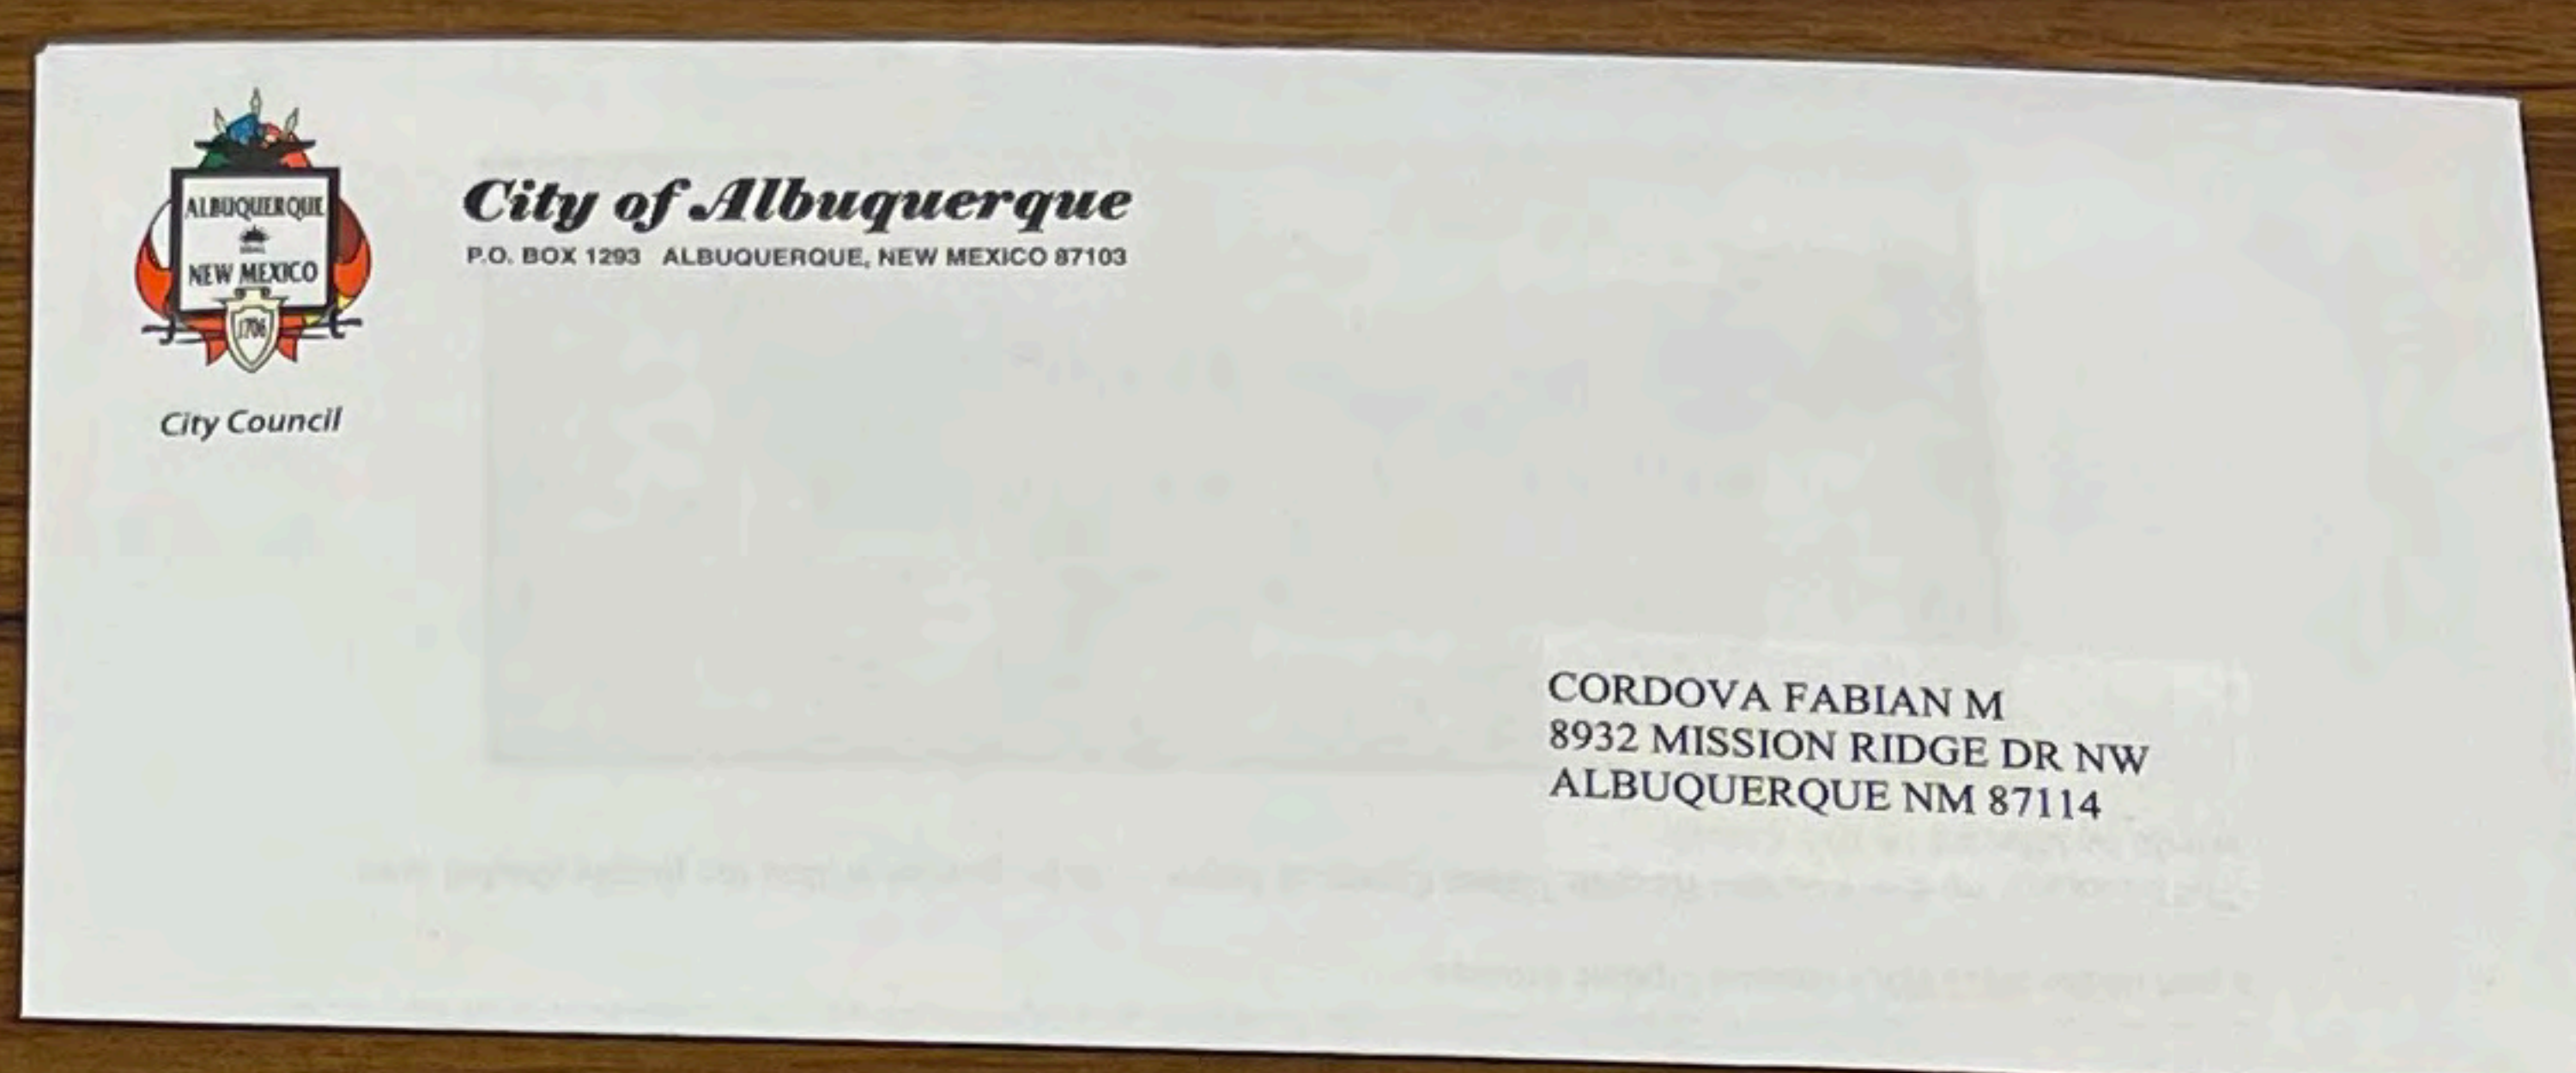 ALBUQUERQUE
NEW MEXICO
1706
City Council
City of Albuquerque
P.O. BOX 1293 ALBUQUERQUE, NEW MEXICO 87103
CORDOVA FABIAN M
8932 MISSION RIDGE DR NW
ALBUQUERQUE NM 87114